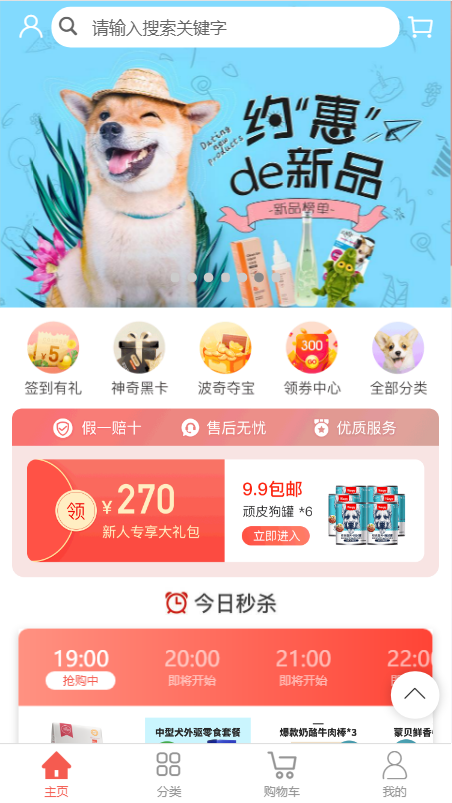 请输入搜索关键字
约“惠”
Dating
new
products
de新品
-新品榜单-
¥5
300
GO
签到有礼 神奇黑卡 波奇夺宝 领券中心 全部分类
假一赔十 售后无忧 优质服务
领
¥270
新人专享大礼包
9.9包邮
顽皮狗罐 *6
立即进入
今日秒杀
19:00 20:00 21:00 22:0
抢购中 即将开始 即将开始
中型犬外驱零食套餐 爆款奶酪牛肉棒*3 蒙贝鲜香
主页 分类 购物车 我的